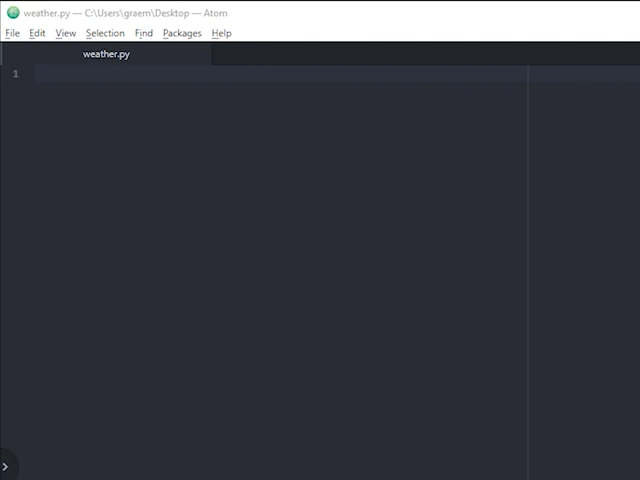 weather.py — C:\Users\graem\Desktop — Atom
File Edit View Selection Find Packages Help
weather.py
1